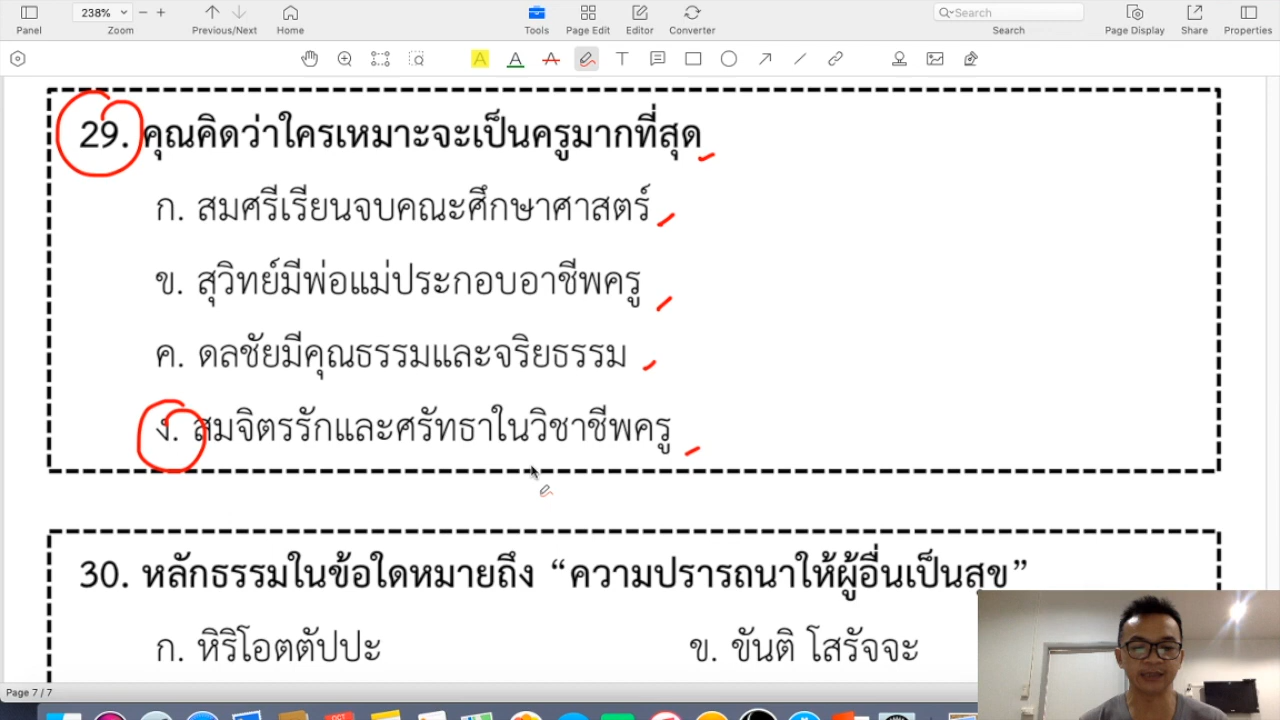 238%
Search
Panel
Zoom
Previous/Next
Home
Tools
Page Edit
Editor
Converter
Search
Page Display
Share
Properties
29. คุณคิดว่าใครเหมาะจะเป็นครูมากที่สุด
ก. สมศรีเรียนจบคณะศึกษาศาสตร์
ข. สุวิทย์มีพ่อแม่ประกอบอาชีพครู
ค. ดลชัยมีคุณธรรมและจริยธรรม
ง. สมจิตรรักและศรัทธาในวิชาชีพครู
30. หลักธรรมในข้อใดหมายถึง “ความปรารถนาให้ผู้อื่นเป็นสุข”
ก. หิริโอตตัปปะ
ข. ขันติ โสรัจจะ
Page 7 / 7
OCT